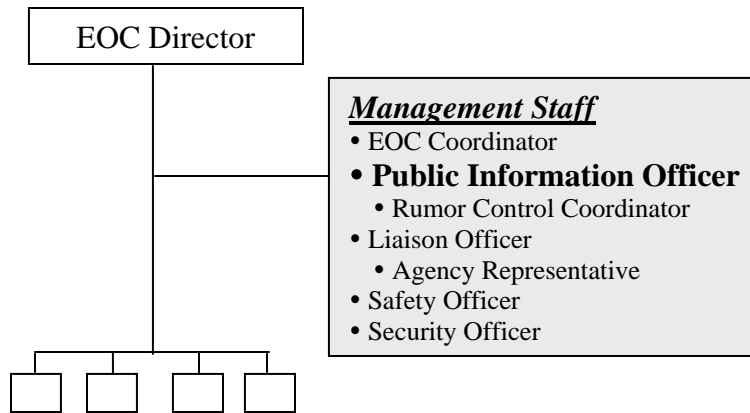 EOC Director
Management Staff
• EOC Coordinator
• Public Information Officer
• Rumor Control Coordinator
• Liaison Officer
• Agency Representative
• Safety Officer
• Security Officer